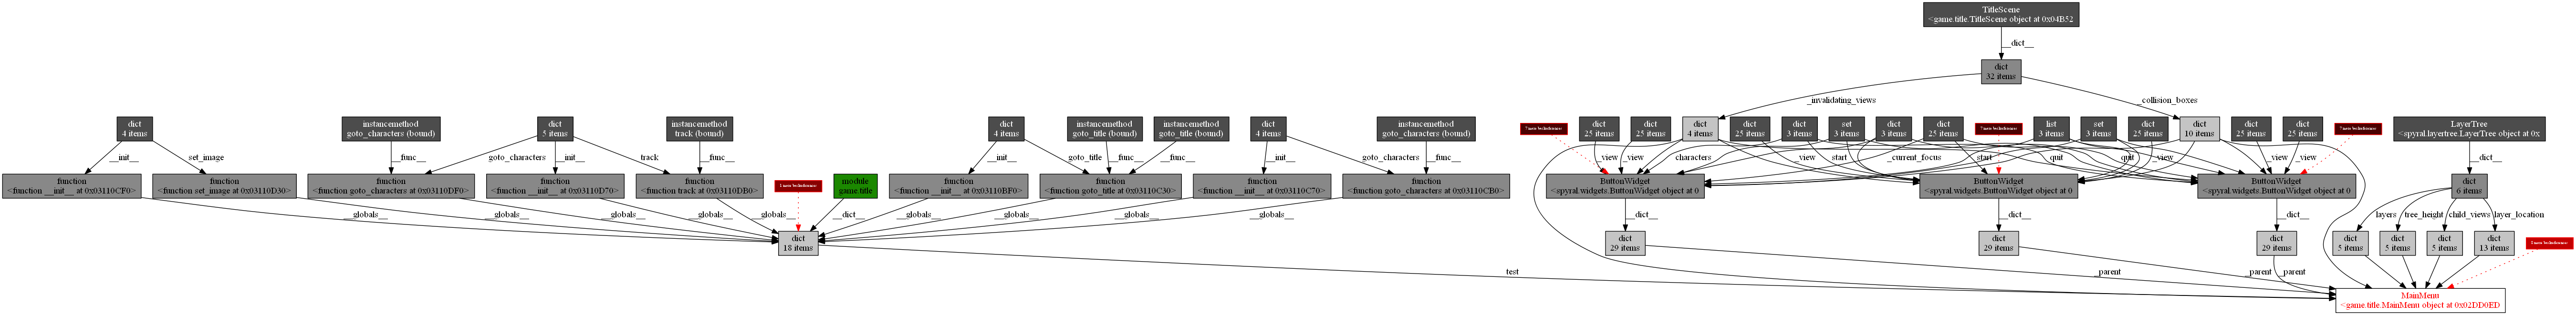 TitleScene
<game.title.TitleScene object at 0x04B52
__dict__
dict
32 items
_invalidating_views
_collision_boxes
dict
4 items
instancemethod
goto_characters (bound)
dict
5 items
instancemethod
track (bound)
dict
4 items
instancemethod
goto_title (bound)
instancemethod
goto_title (bound)
dict
4 items
instancemethod
goto_characters (bound)
dict
25 items
dict
25 items
dict
4 items
dict
25 items
dict
3 items
set
3 items
dict
3 items
dict
25 items
list
3 items
set
3 items
dict
25 items
dict
10 items
dict
25 items
dict
25 items
LayerTree
<spyral.layertree.LayerTree object at 0x
__init__
set_image
__func__
goto_characters
__init__
track
__func__
__init__
goto_title
__func__
__func__
__init__
goto_characters
__func__
_view
_view
characters
_view
start
_current_focus
start
quit
quit
_view
_view
_view
__dict__
function
<function __init__ at 0x03110CF0>
function
<function set_image at 0x03110D30>
function
<function goto_characters at 0x03110DF0>
function
<function __init__ at 0x03110D70>
function
<function track at 0x03110DB0>
module
game.title
function
<function __init__ at 0x03110BF0>
function
<function goto_title at 0x03110C30>
function
<function __init__ at 0x03110C70>
function
<function goto_characters at 0x03110CB0>
ButtonWidget
<spyral.widgets.ButtonWidget object at 0
ButtonWidget
<spyral.widgets.ButtonWidget object at 0
ButtonWidget
<spyral.widgets.ButtonWidget object at 0
dict
6 items
__globals__
__globals__
__globals__
__globals__
__globals__
__dict__
__globals__
__globals__
__globals__
__globals__
__dict__
__dict__
__dict__
layers
tree_height
child_views
layer_location
dict
18 items
dict
29 items
dict
29 items
dict
29 items
dict
5 items
dict
5 items
dict
5 items
dict
13 items
test
_parent
_parent
_parent
MainMenu
<game.title.MainMenu object at 0x02DD0ED